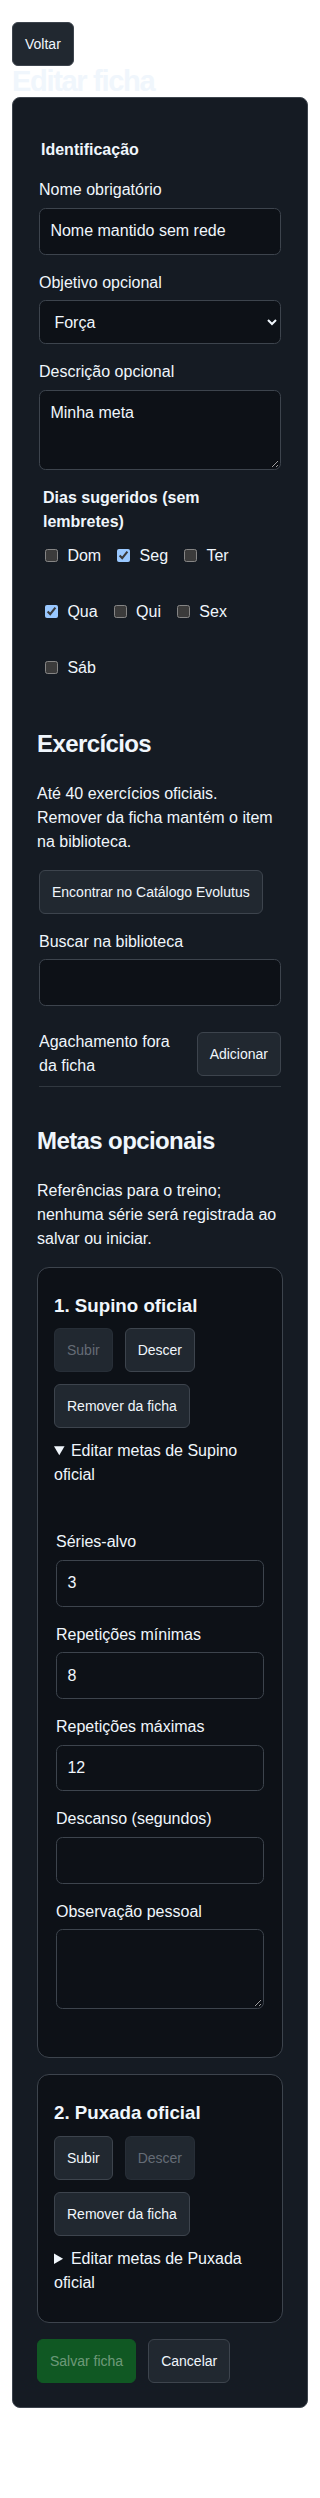 Voltar
Editar ficha
Identificação
Nome obrigatório
Nome mantido sem rede
Objetivo opcional
Força
Descrição opcional
Minha meta
Dias sugeridos (sem
lembretes)
Dom Seg Ter
Qua Qui Sex
Sáb
Exercícios
Até 40 exercícios oficiais.
Remover da ficha mantém o item
na biblioteca.
Encontrar no Catálogo Evolutus
Buscar na biblioteca
Agachamento fora
da ficha
Adicionar
Metas opcionais
Referências para o treino;
nenhuma série será registrada ao
salvar ou iniciar.
1. Supino oficial
Subir Descer
Remover da ficha
Editar metas de Supino
oficial
Séries-alvo
3
Repetições mínimas
8
Repetições máximas
12
Descanso (segundos)
Observação pessoal
2. Puxada oficial
Subir Descer
Remover da ficha
Editar metas de Puxada
oficial
Salvar ficha Cancelar